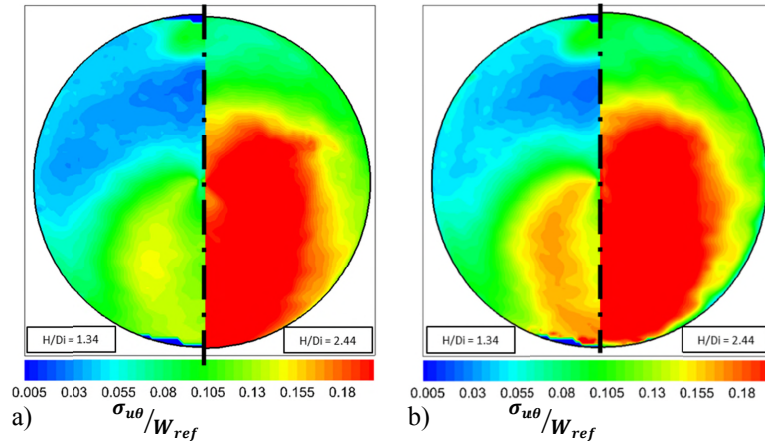 H/Di = 1.34
H/Di = 2.44
0.005 0.03 0.055 0.08 0.105 0.13 0.155 0.18
a)
σuθ/Wref
H/Di = 1.34
H/Di = 2.44
0.005 0.03 0.055 0.08 0.105 0.13 0.155 0.18
b)
σuθ/Wref